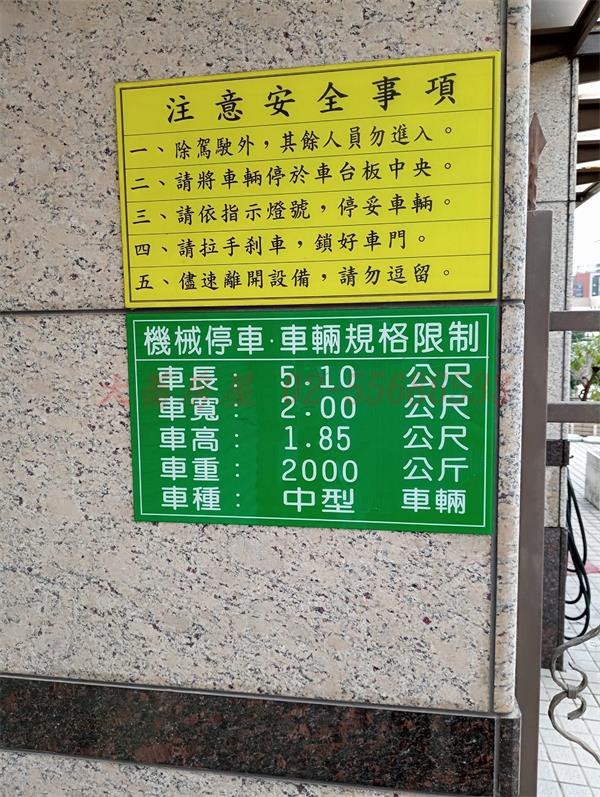 注意安全事項
一、除駕駛外，其餘人員勿進入。
二、請將車輛停於車台板中央。
三、請依指示燈號，停妥車輛。
四、請拉手剎車，鎖好車門。
五、儘速離開設備，請勿逗留。
機械停車·車輛規格限制
車長： 5.10 公尺
車寬： 2.00 公尺
車高： 1.85 公尺
車重： 2000 公斤
車種： 中型 車輛